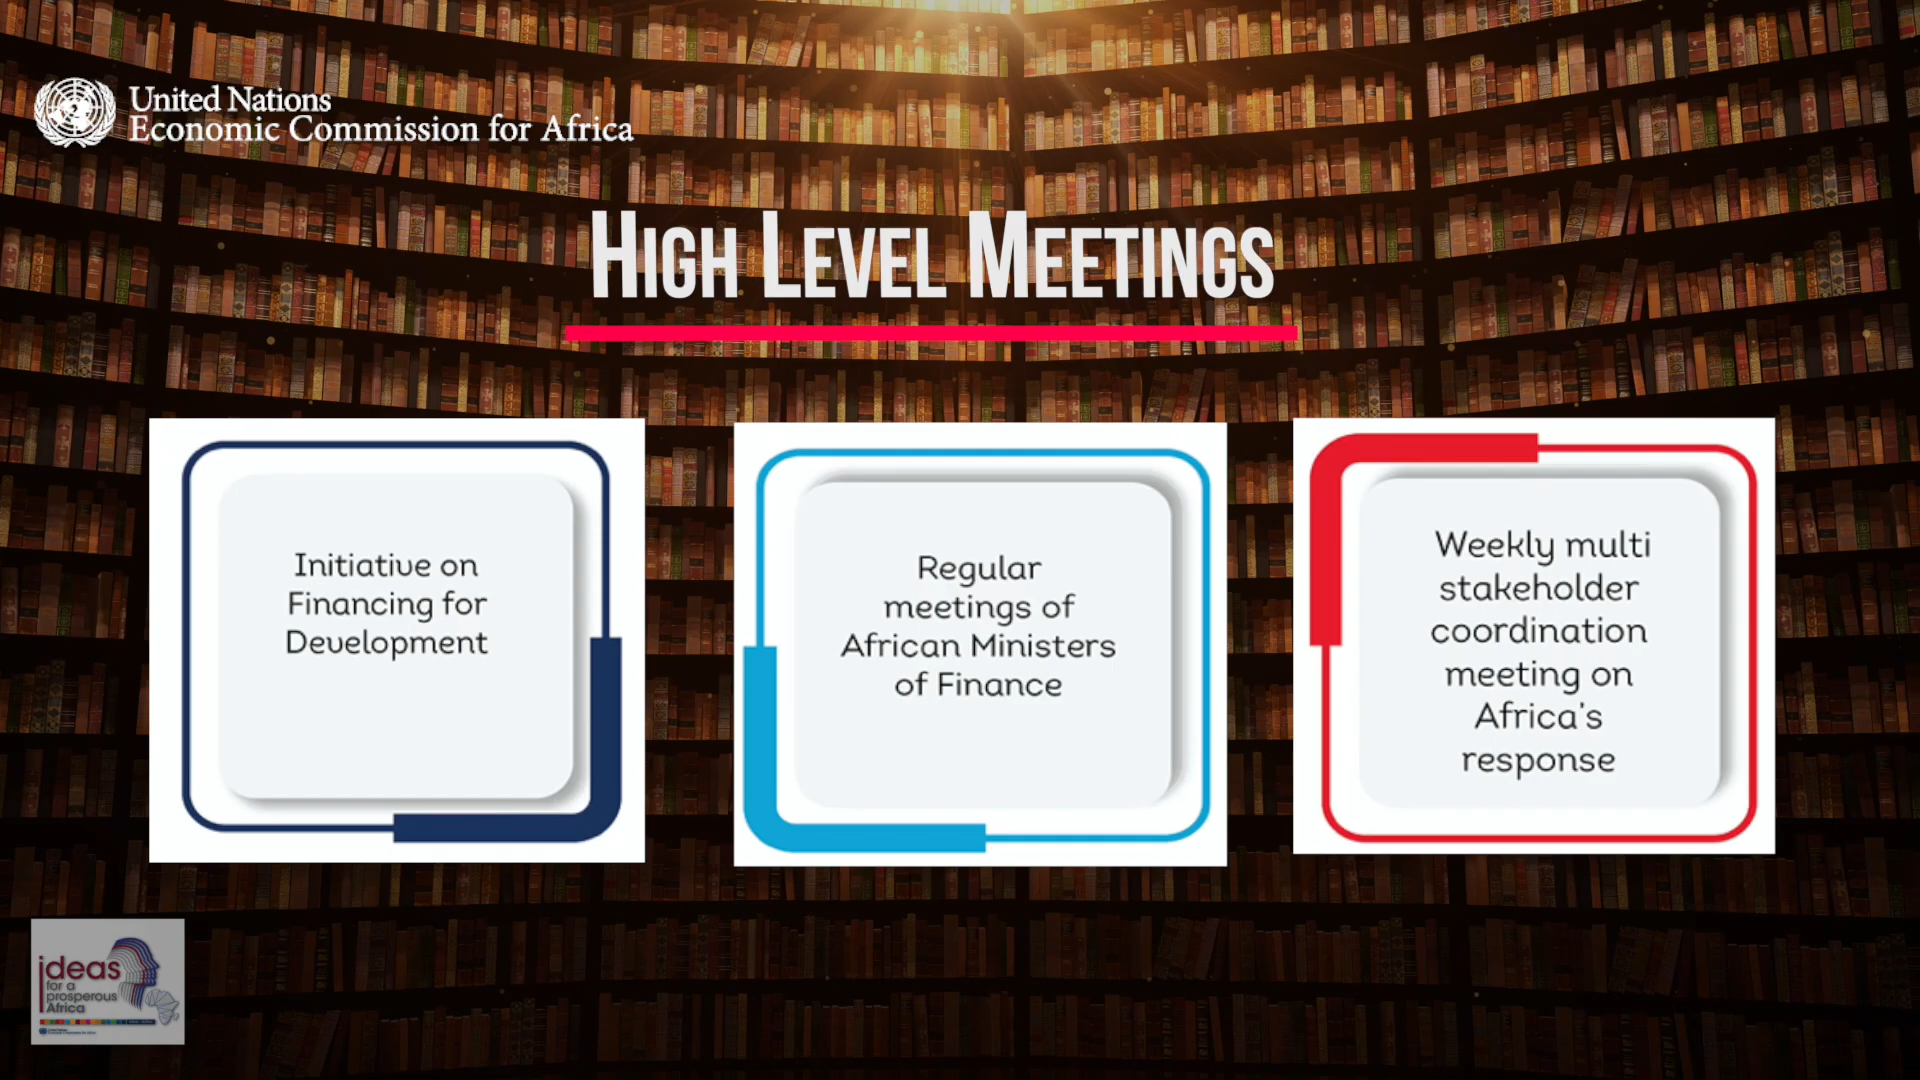 United Nations
Economic Commission for Africa
HIGH LEVEL MEETINGS
Initiative on
Financing for
Development
Regular
meetings of
African Ministers
of Finance
Weekly multi
stakeholder
coordination
meeting on
Africa's
response
ideas
for a
prosperous
Africa